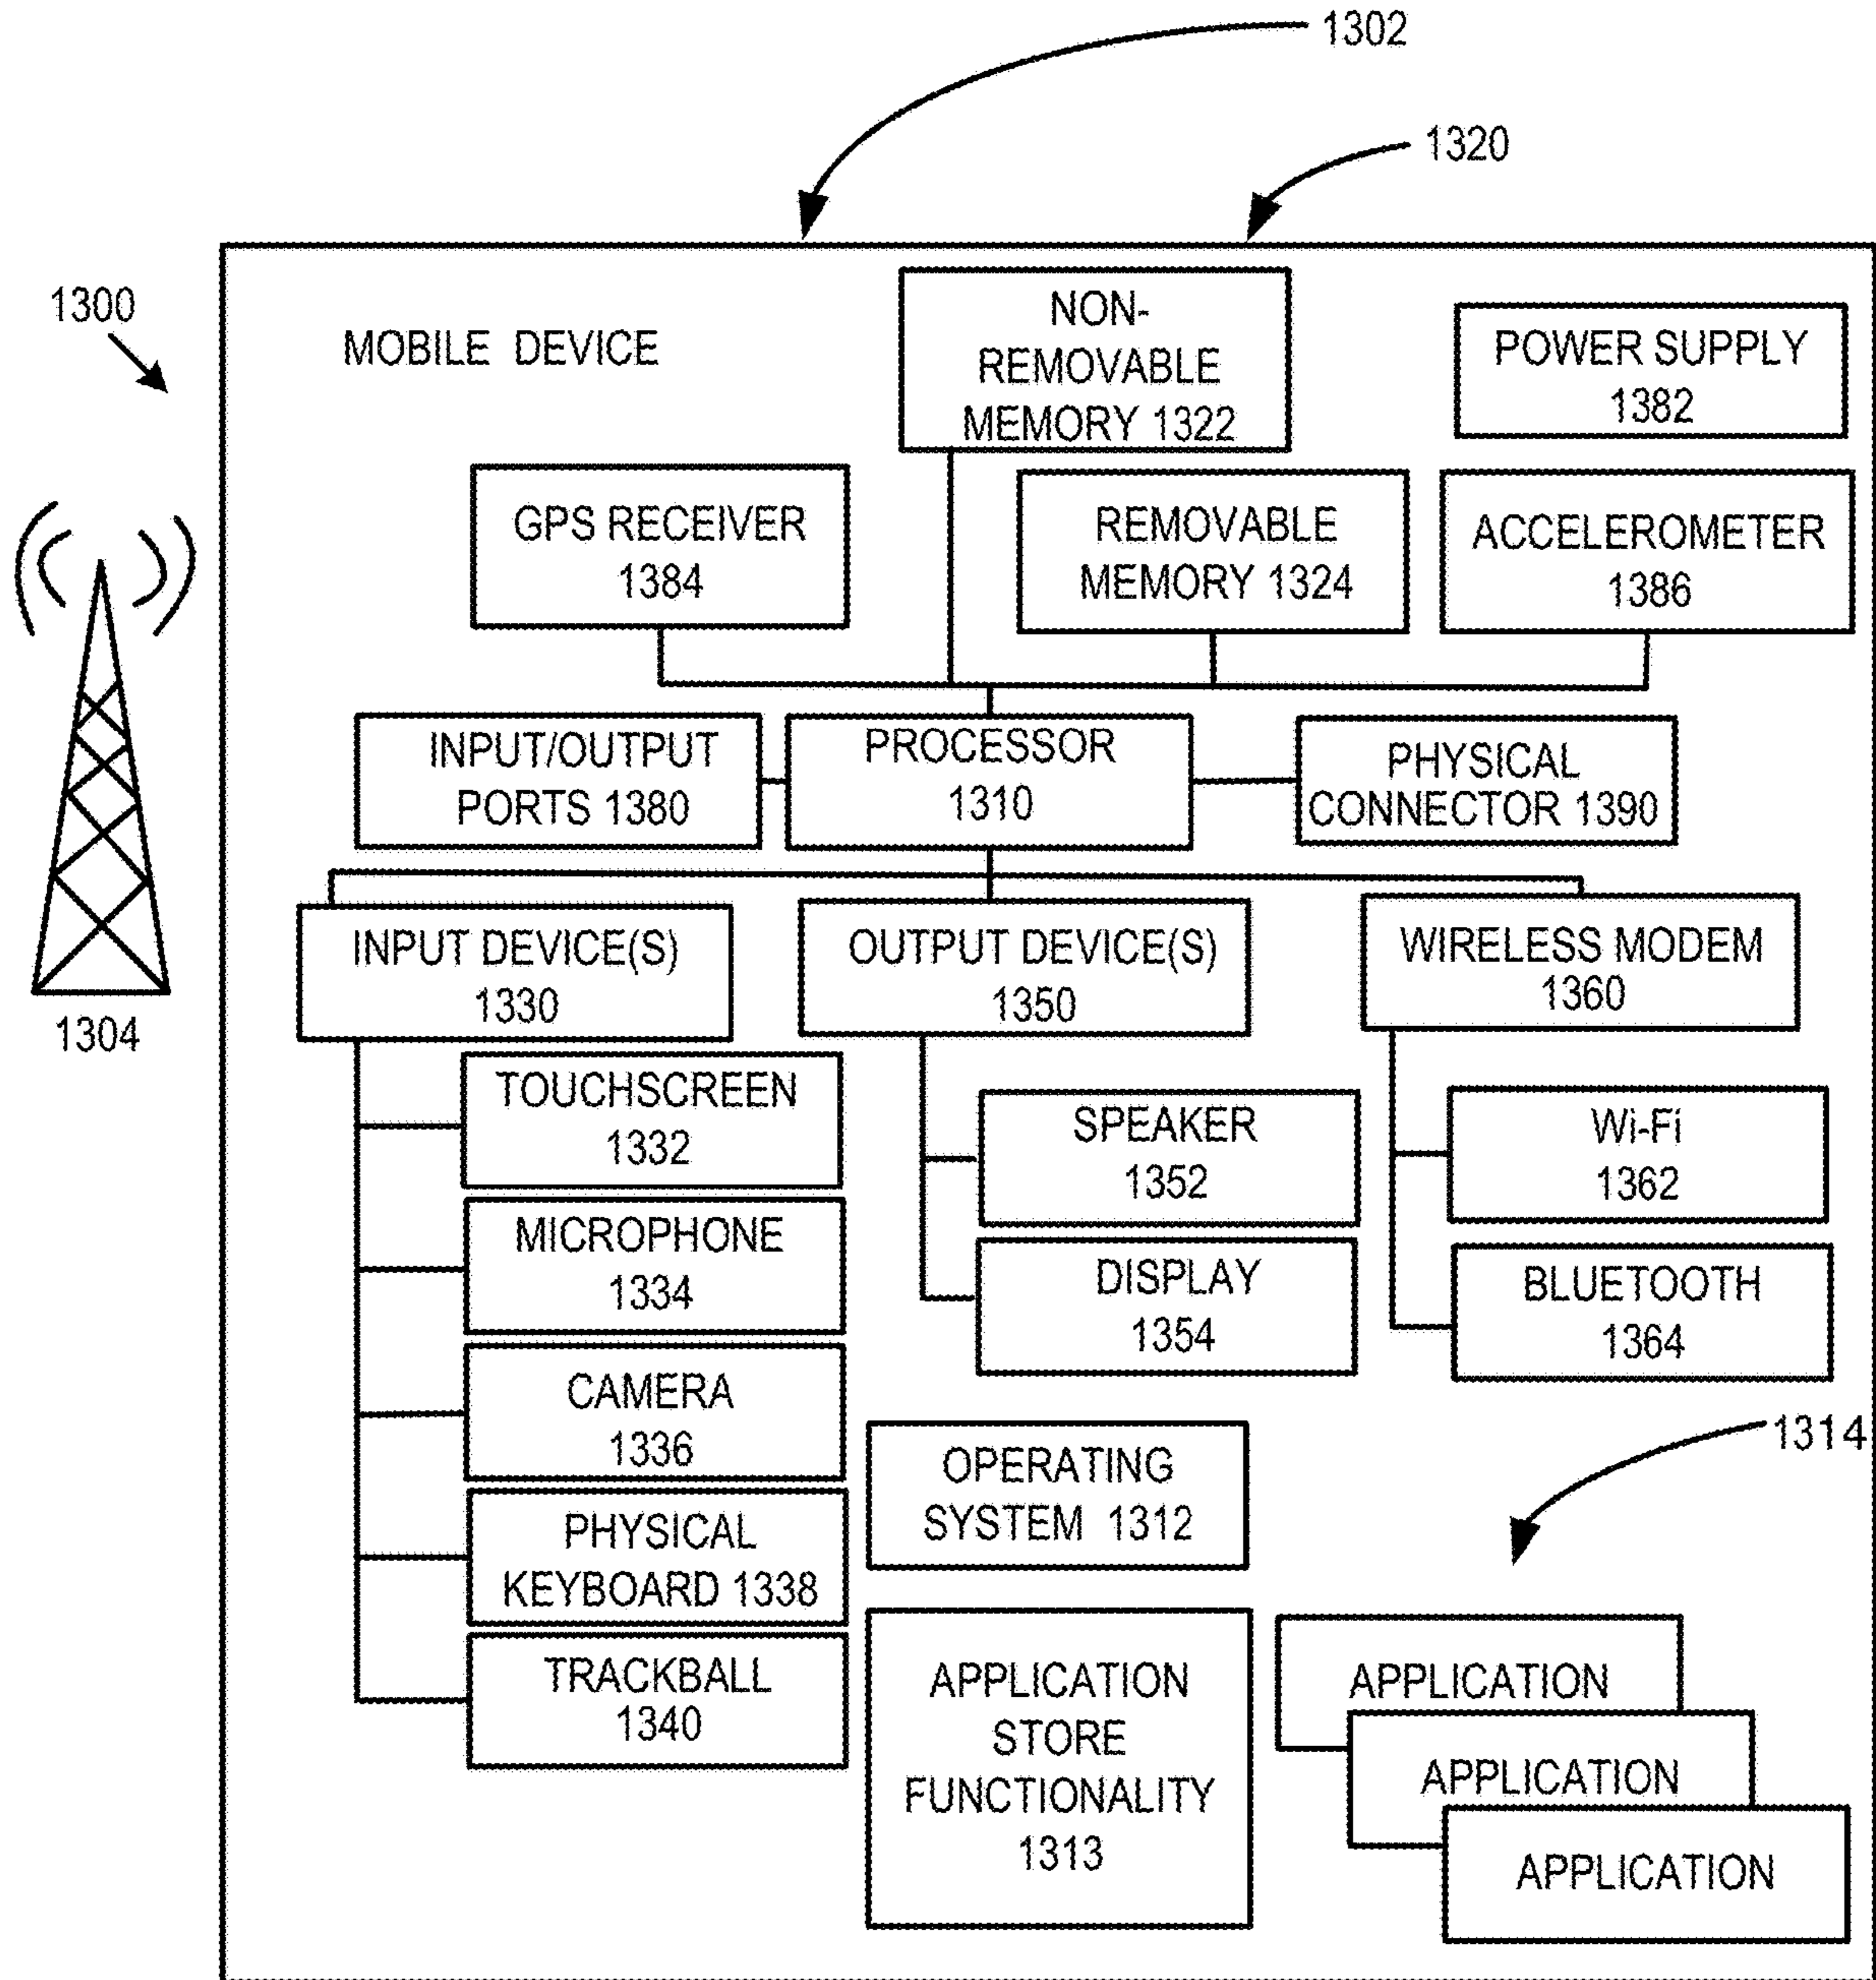 1302
1320
1300
MOBILE DEVICE
NON-
REMOVABLE
MEMORY 1322
POWER SUPPLY
1382
GPS RECEIVER
1384
REMOVABLE
MEMORY 1324
ACCELEROMETER
1386
INPUT/OUTPUT
PORTS 1380
PROCESSOR
1310
PHYSICAL
CONNECTOR 1390
INPUT DEVICE(S)
1330
OUTPUT DEVICE(S)
1350
WIRELESS MODEM
1360
1304
TOUCHSCREEN
1332
MICROPHONE
1334
CAMERA
1336
PHYSICAL
KEYBOARD 1338
TRACKBALL
1340
SPEAKER
1352
DISPLAY
1354
Wi-Fi
1362
BLUETOOTH
1364
OPERATING
SYSTEM 1312
1314
APPLICATION
STORE
FUNCTIONALITY
1313
APPLICATION
APPLICATION
APPLICATION